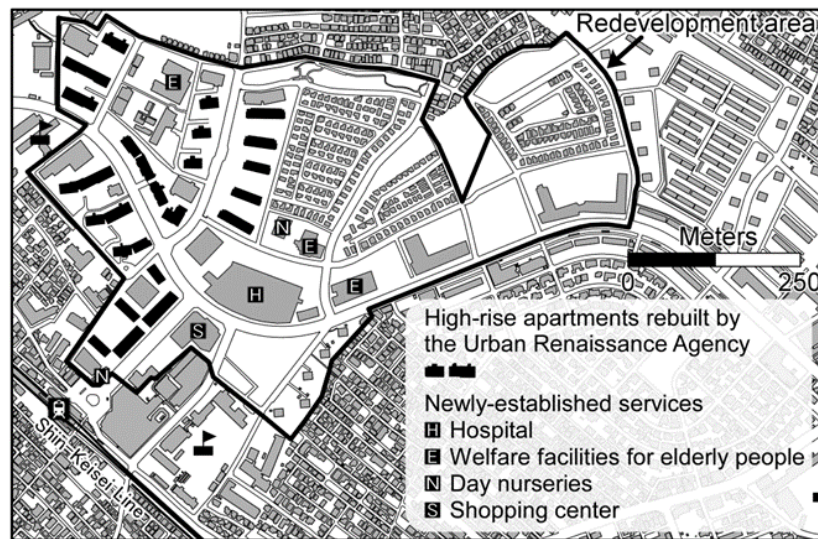 Redevelopment area
E
N
E
H
E
S
N
Shin-Keisei Line
Meters
0 250
High-rise apartments rebuilt by
the Urban Renaissance Agency
Newly-established services
H Hospital
E Welfare facilities for elderly people
N Day nurseries
S Shopping center